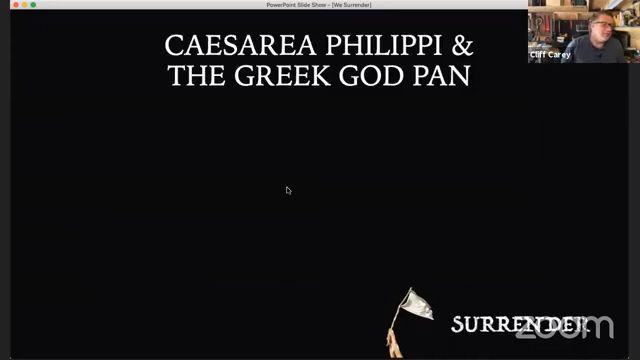 PowerPoint Slide Show - [We Surrender]
CAESAREA PHILIPPI &
THE GREEK GOD PAN
Cliff Carey
SURRENDER
zoom